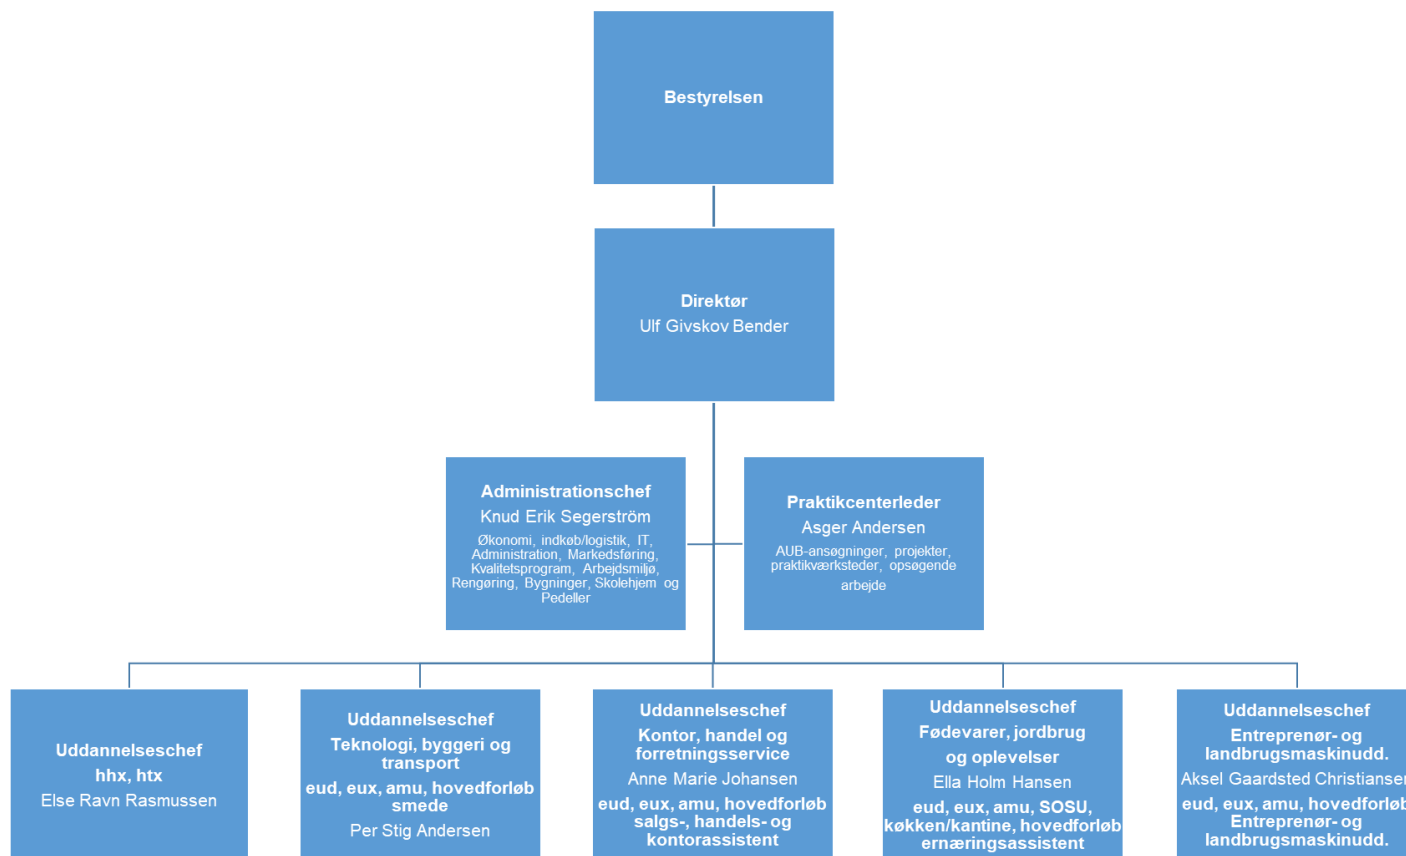 Bestyrelsen
Direktør
Ulf Givskov Bender
Administrationschef
Knud Erik Segerström
Økonomi, indkøb/logistik, IT,
Administration, Markedsføring,
Kvalitetsprogram, Arbejdsmiljø,
Rengøring, Bygninger, Skolehjem og
Pedeller
Praktikcenterleder
Asger Andersen
AUB-ansøgninger, projekter,
praktikværksteder, opsøgende
arbejde
Uddannelseschef
hhx, htx
Else Ravn Rasmussen
Uddannelseschef
Teknologi, byggeri og
transport
eud, eux, amu, hovedforløb
smede
Per Stig Andersen
Uddannelseschef
Kontor, handel og
forretningsservice
Anne Marie Johansen
eud, eux, amu, hovedforløb
salgs-, handels- og
kontorassistent
Uddannelseschef
Fødevarer, jordbrug
og oplevelser
Ella Holm Hansen
eud, eux, amu, SOSU,
køkken/kantine, hovedforløb
ernæringsassistent
Uddannelseschef
Entreprenør- og
landbrugsmaskinudd.
Aksel Gaardsted Christiansen
eud, eux, amu, hovedforløb
Entreprenør- og
landbrugsmaskinudd.